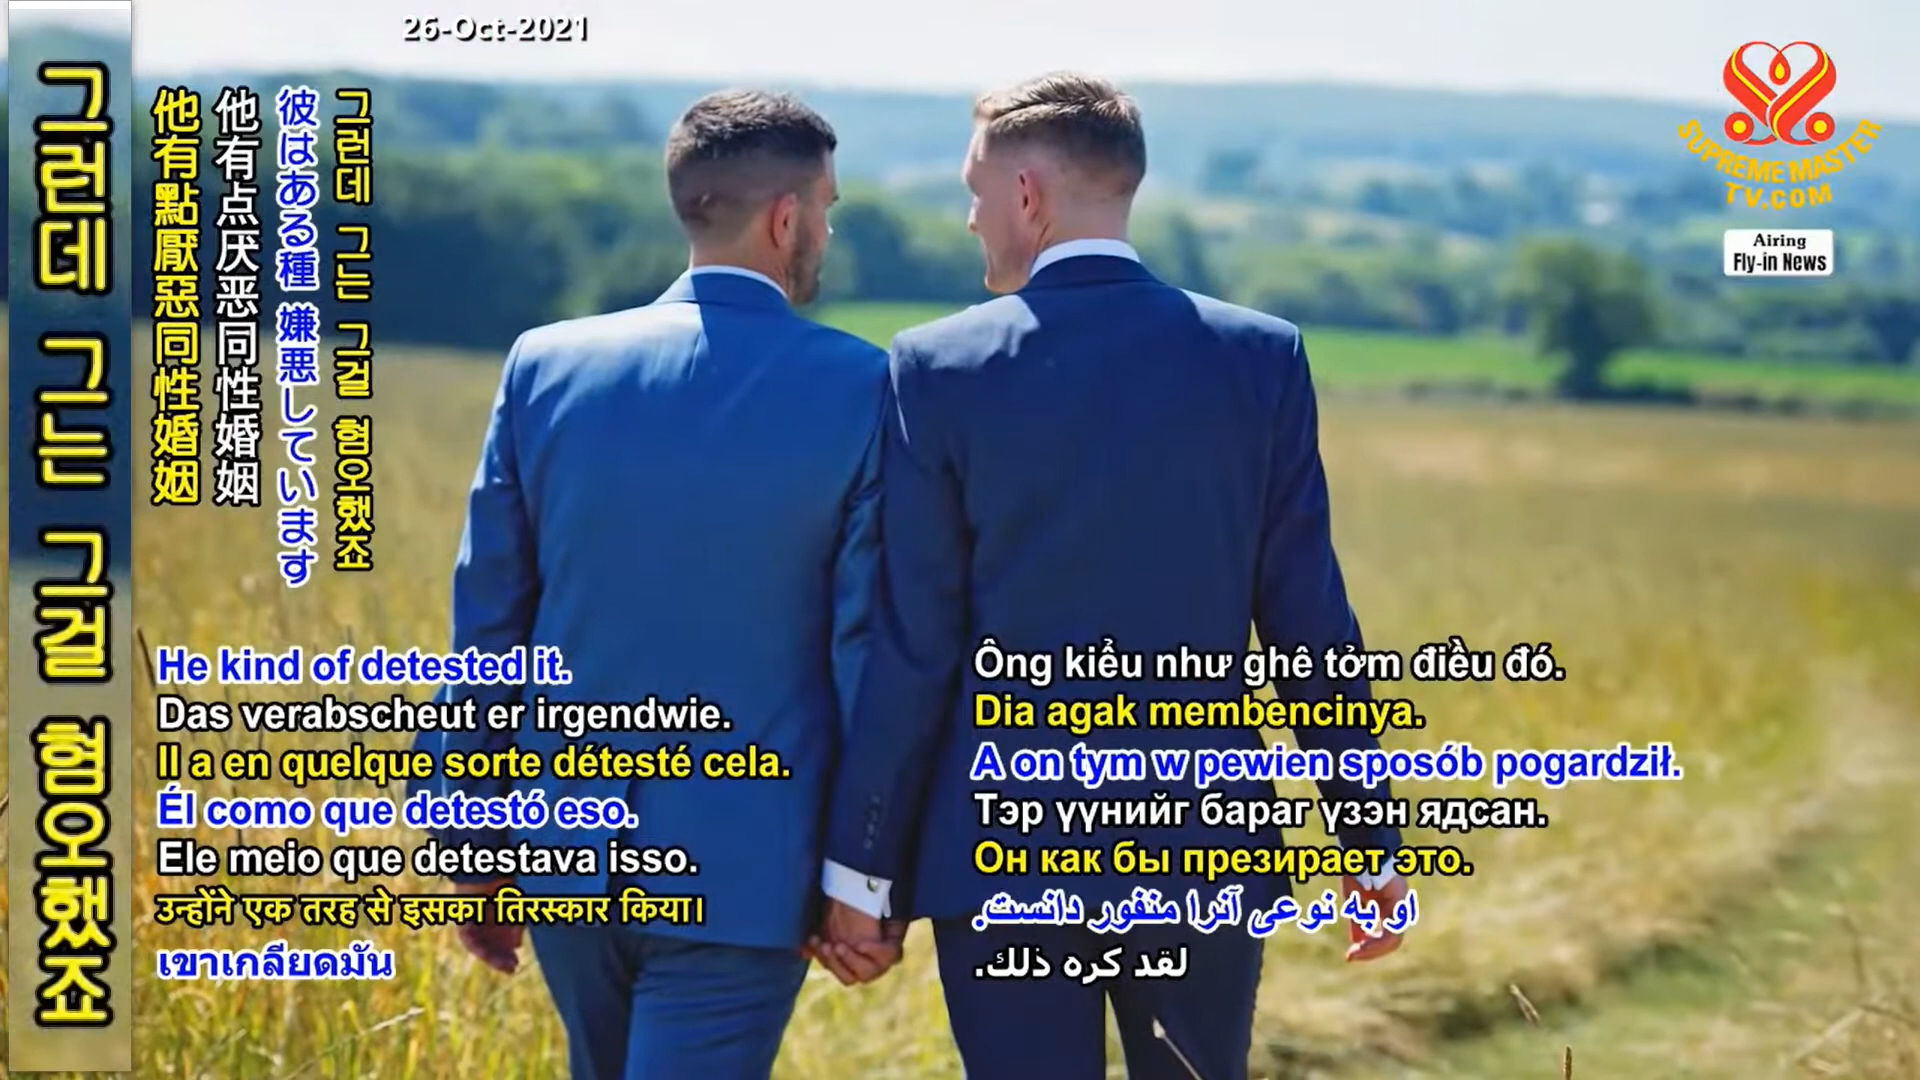 26-Oct-2021
SUPREME MASTER
TV.COM
Airing
Fly-in News
그런데 그는 그걸 혐오했죠
그런데 그는 그걸 혐오했죠
彼はある種 嫌悪しています
他有点厌恶同性婚姻
他有點厭惡同性婚姻
He kind of detested it.
Das verabscheut er irgendwie.
Il a en quelque sorte détesté cela.
Él como que detestó eso.
Ele meio que detestava isso.
उन्होंने एक तरह से इसका तिरस्कार किया।
เขาเกลียดมัน
Ông kiểu như ghê tởm điều đó.
Dia agak membencinya.
A on tym w pewien sposób pogardził.
Тэр үүнийг бараг үзэн ядсан.
Он как бы презирает это.
او به نوعی آنرا منفور دانست.
لقد كره ذلك.